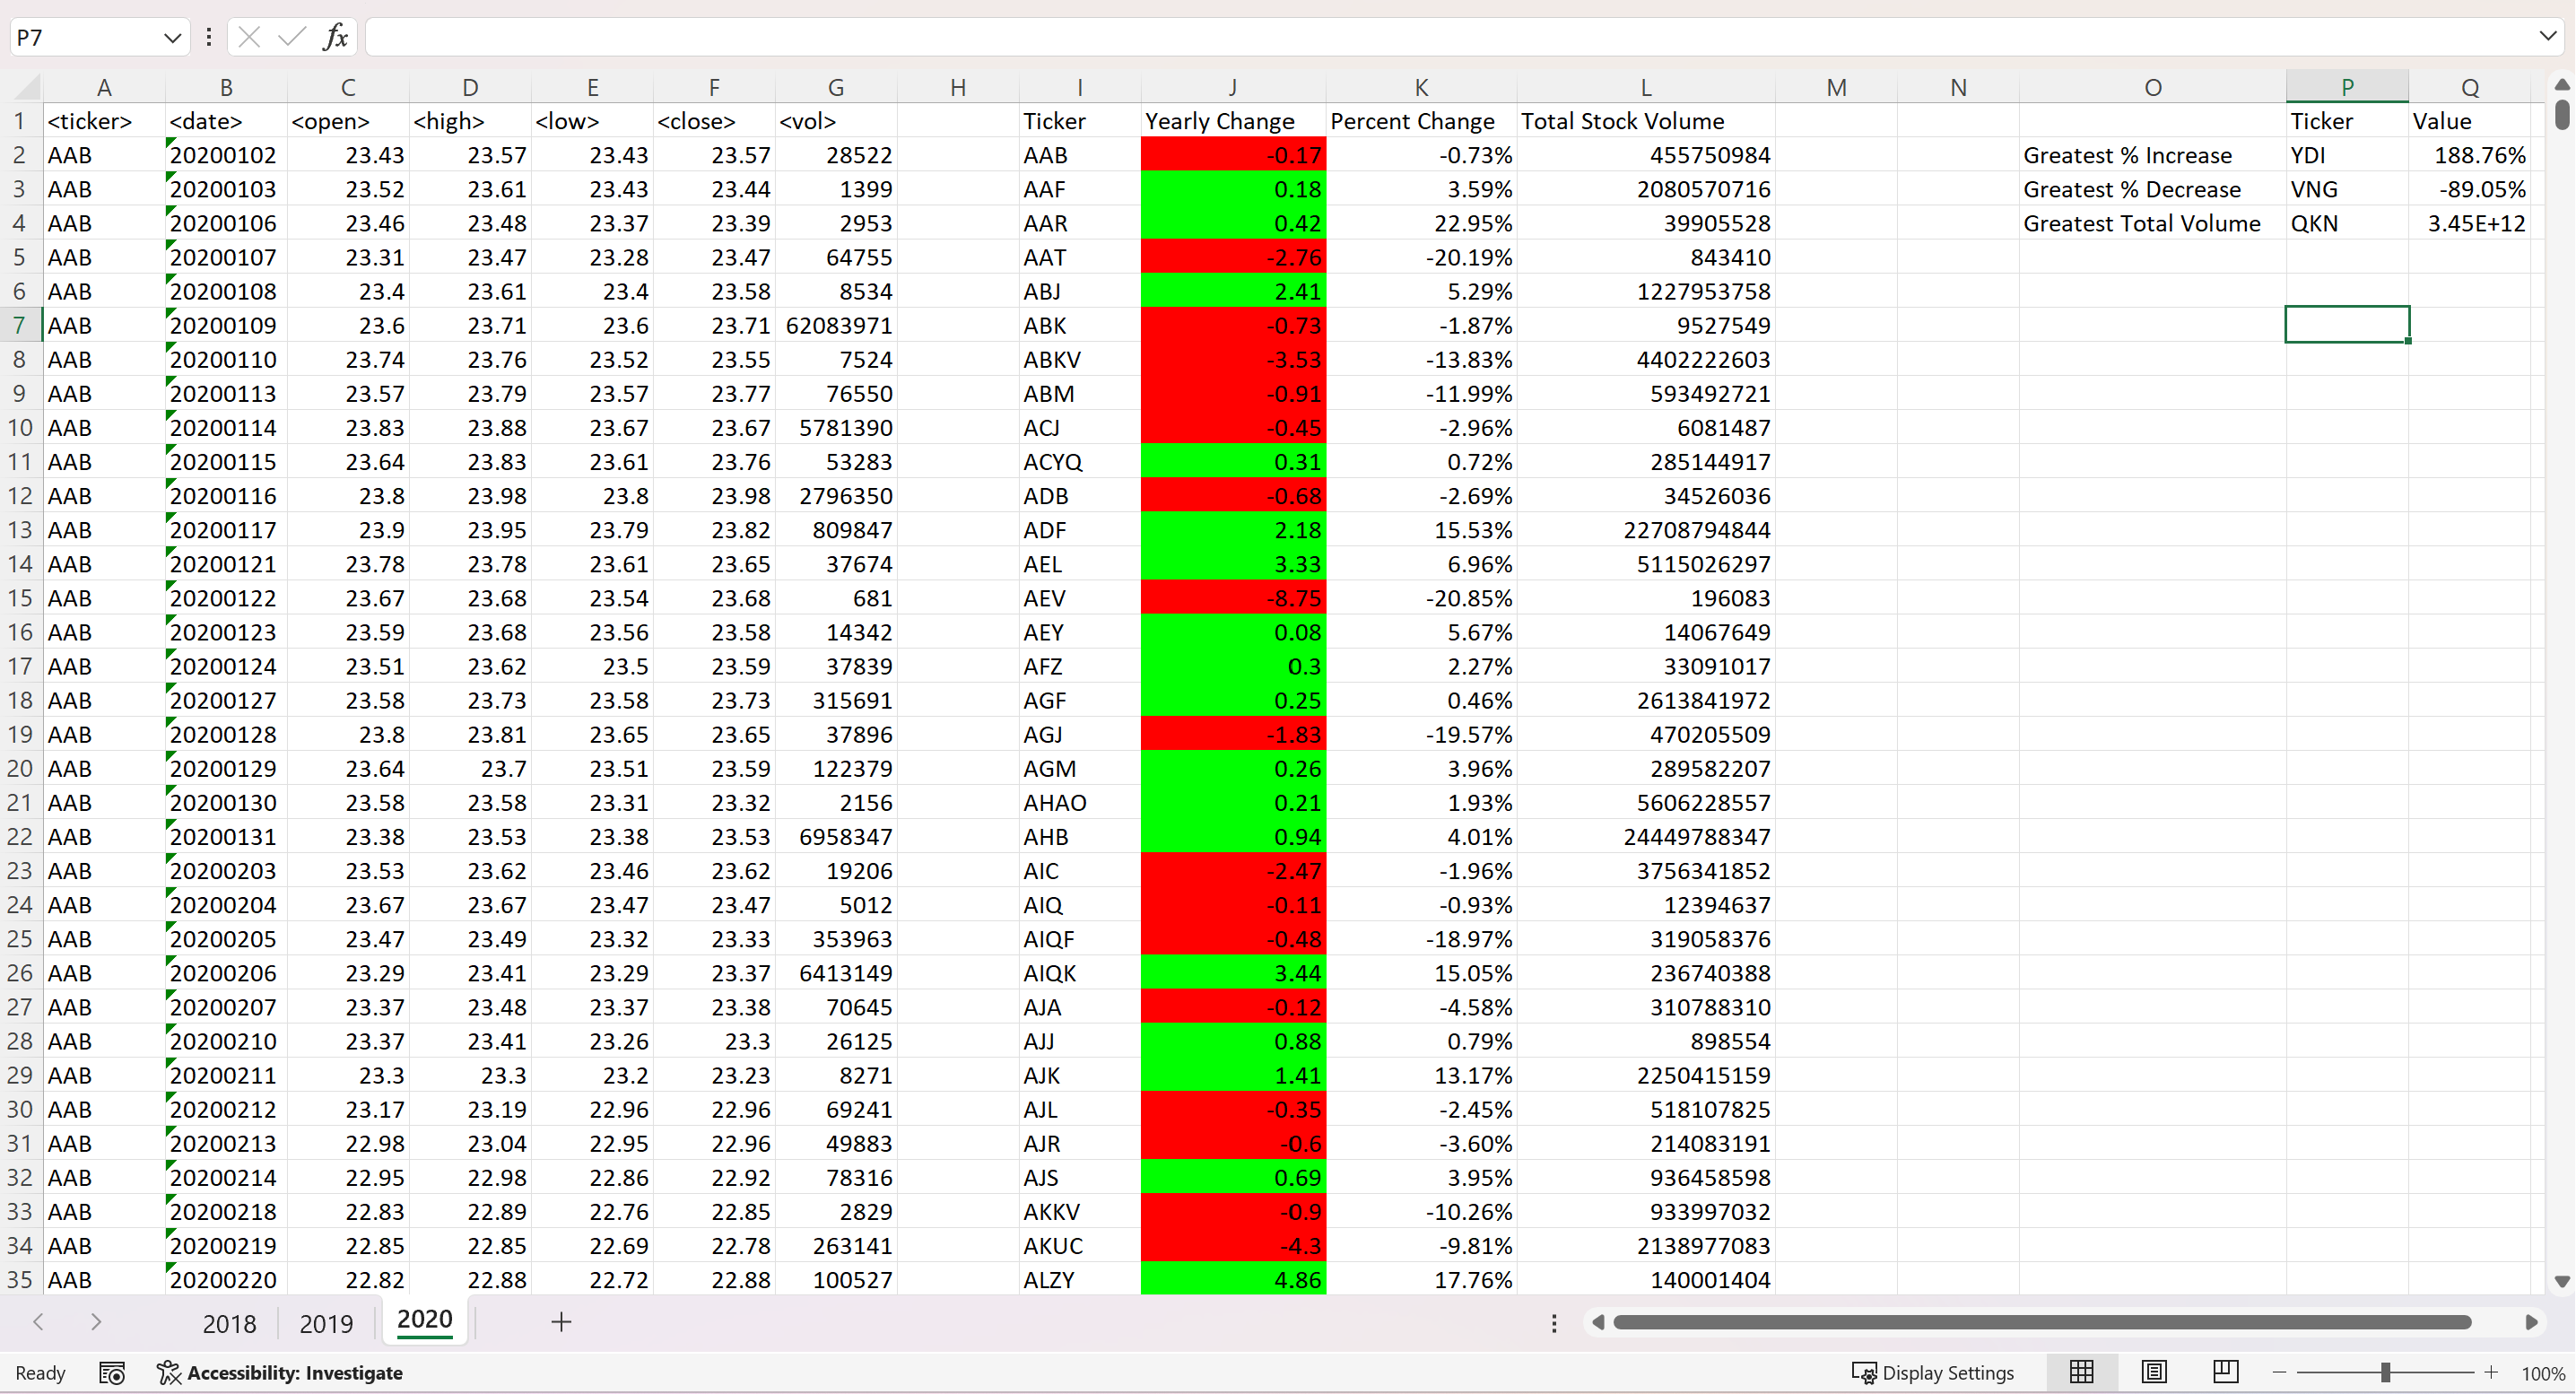 P7 fx
A B C D E F G H I J K L M N O P Q
1 <ticker> <date> <open> <high> <low> <close> <vol> Ticker Yearly Change Percent Change Total Stock Volume Ticker Value
2 AAB 20200102 23.43 23.57 23.43 23.57 28522 AAB -0.17 -0.73% 455750984 Greatest % Increase YDI 188.76%
3 AAB 20200103 23.52 23.61 23.43 23.44 1399 AAF 0.18 3.59% 2080570716 Greatest % Decrease VNG -89.05%
4 AAB 20200106 23.46 23.48 23.37 23.39 2953 AAR 0.42 22.95% 39905528 Greatest Total Volume QKN 3.45E+12
5 AAB 20200107 23.31 23.47 23.28 23.47 64755 AAT -2.76 -20.19% 843410
6 AAB 20200108 23.4 23.61 23.4 23.58 8534 ABJ 2.41 5.29% 1227953758
7 AAB 20200109 23.6 23.71 23.6 23.71 62083971 ABK -0.73 -1.87% 9527549
8 AAB 20200110 23.74 23.76 23.52 23.55 7524 ABKV -3.53 -13.83% 4402222603
9 AAB 20200113 23.57 23.79 23.57 23.77 76550 ABM -0.91 -11.99% 593492721
10 AAB 20200114 23.83 23.88 23.67 23.67 5781390 ACJ -0.45 -2.96% 6081487
11 AAB 20200115 23.64 23.83 23.61 23.76 53283 ACYQ 0.31 0.72% 285144917
12 AAB 20200116 23.8 23.98 23.8 23.98 2796350 ADB -0.68 -2.69% 34526036
13 AAB 20200117 23.9 23.95 23.79 23.82 809847 ADF 2.18 15.53% 22708794844
14 AAB 20200121 23.78 23.78 23.61 23.65 37674 AEL 3.33 6.96% 5115026297
15 AAB 20200122 23.67 23.68 23.54 23.68 681 AEV -8.75 -20.85% 196083
16 AAB 20200123 23.59 23.68 23.56 23.58 14342 AEY 0.08 5.67% 14067649
17 AAB 20200124 23.51 23.62 23.5 23.59 37839 AFZ 0.3 2.27% 33091017
18 AAB 20200127 23.58 23.73 23.58 23.73 315691 AGF 0.25 0.46% 2613841972
19 AAB 20200128 23.8 23.81 23.65 23.65 37896 AGJ -1.83 -19.57% 470205509
20 AAB 20200129 23.64 23.7 23.51 23.59 122379 AGM 0.26 3.96% 289582207
21 AAB 20200130 23.58 23.58 23.31 23.32 2156 AHAO 0.21 1.93% 5606228557
22 AAB 20200131 23.38 23.53 23.38 23.53 6958347 AHB 0.94 4.01% 24449788347
23 AAB 20200203 23.53 23.62 23.46 23.62 19206 AIC -2.47 -1.96% 3756341852
24 AAB 20200204 23.67 23.67 23.47 23.47 5012 AIQ -0.11 -0.93% 12394637
25 AAB 20200205 23.47 23.49 23.32 23.33 353963 AIQF -0.48 -18.97% 319058376
26 AAB 20200206 23.29 23.41 23.29 23.37 6413149 AIQK 3.44 15.05% 236740388
27 AAB 20200207 23.37 23.48 23.37 23.38 70645 AJA -0.12 -4.58% 310788310
28 AAB 20200210 23.37 23.41 23.26 23.3 26125 AJJ 0.88 0.79% 898554
29 AAB 20200211 23.3 23.3 23.2 23.23 8271 AJK 1.41 13.17% 2250415159
30 AAB 20200212 23.17 23.19 22.96 22.96 69241 AJL -0.35 -2.45% 518107825
31 AAB 20200213 22.98 23.04 22.95 22.96 49883 AJR -0.6 -3.60% 214083191
32 AAB 20200214 22.95 22.98 22.86 22.92 78316 AJS 0.69 3.95% 936458598
33 AAB 20200218 22.83 22.89 22.76 22.85 2829 AKKV -0.9 -10.26% 933997032
34 AAB 20200219 22.85 22.85 22.69 22.78 263141 AKUC -4.3 -9.81% 2138977083
35 AAB 20200220 22.82 22.88 22.72 22.88 100527 ALZY 4.86 17.76% 140001404
2018 2019 2020
Ready Accessibility: Investigate Display Settings 100%